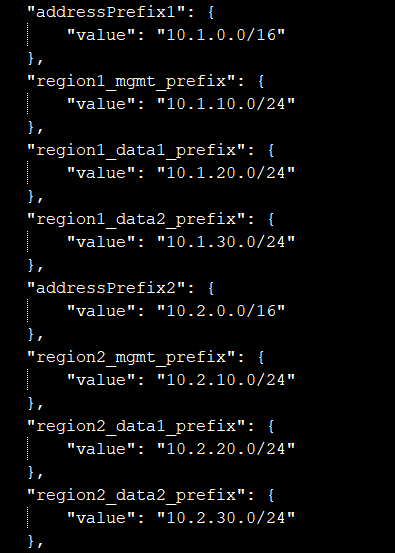 "addressPrefix1": {
"value": "10.1.0.0/16"
},
"region1_mgmt_prefix": {
"value": "10.1.10.0/24"
},
"region1_data1_prefix": {
"value": "10.1.20.0/24"
},
"region1_data2_prefix": {
"value": "10.1.30.0/24"
},
"addressPrefix2": {
"value": "10.2.0.0/16"
},
"region2_mgmt_prefix": {
"value": "10.2.10.0/24"
},
"region2_data1_prefix": {
"value": "10.2.20.0/24"
},
"region2_data2_prefix": {
"value": "10.2.30.0/24"
},